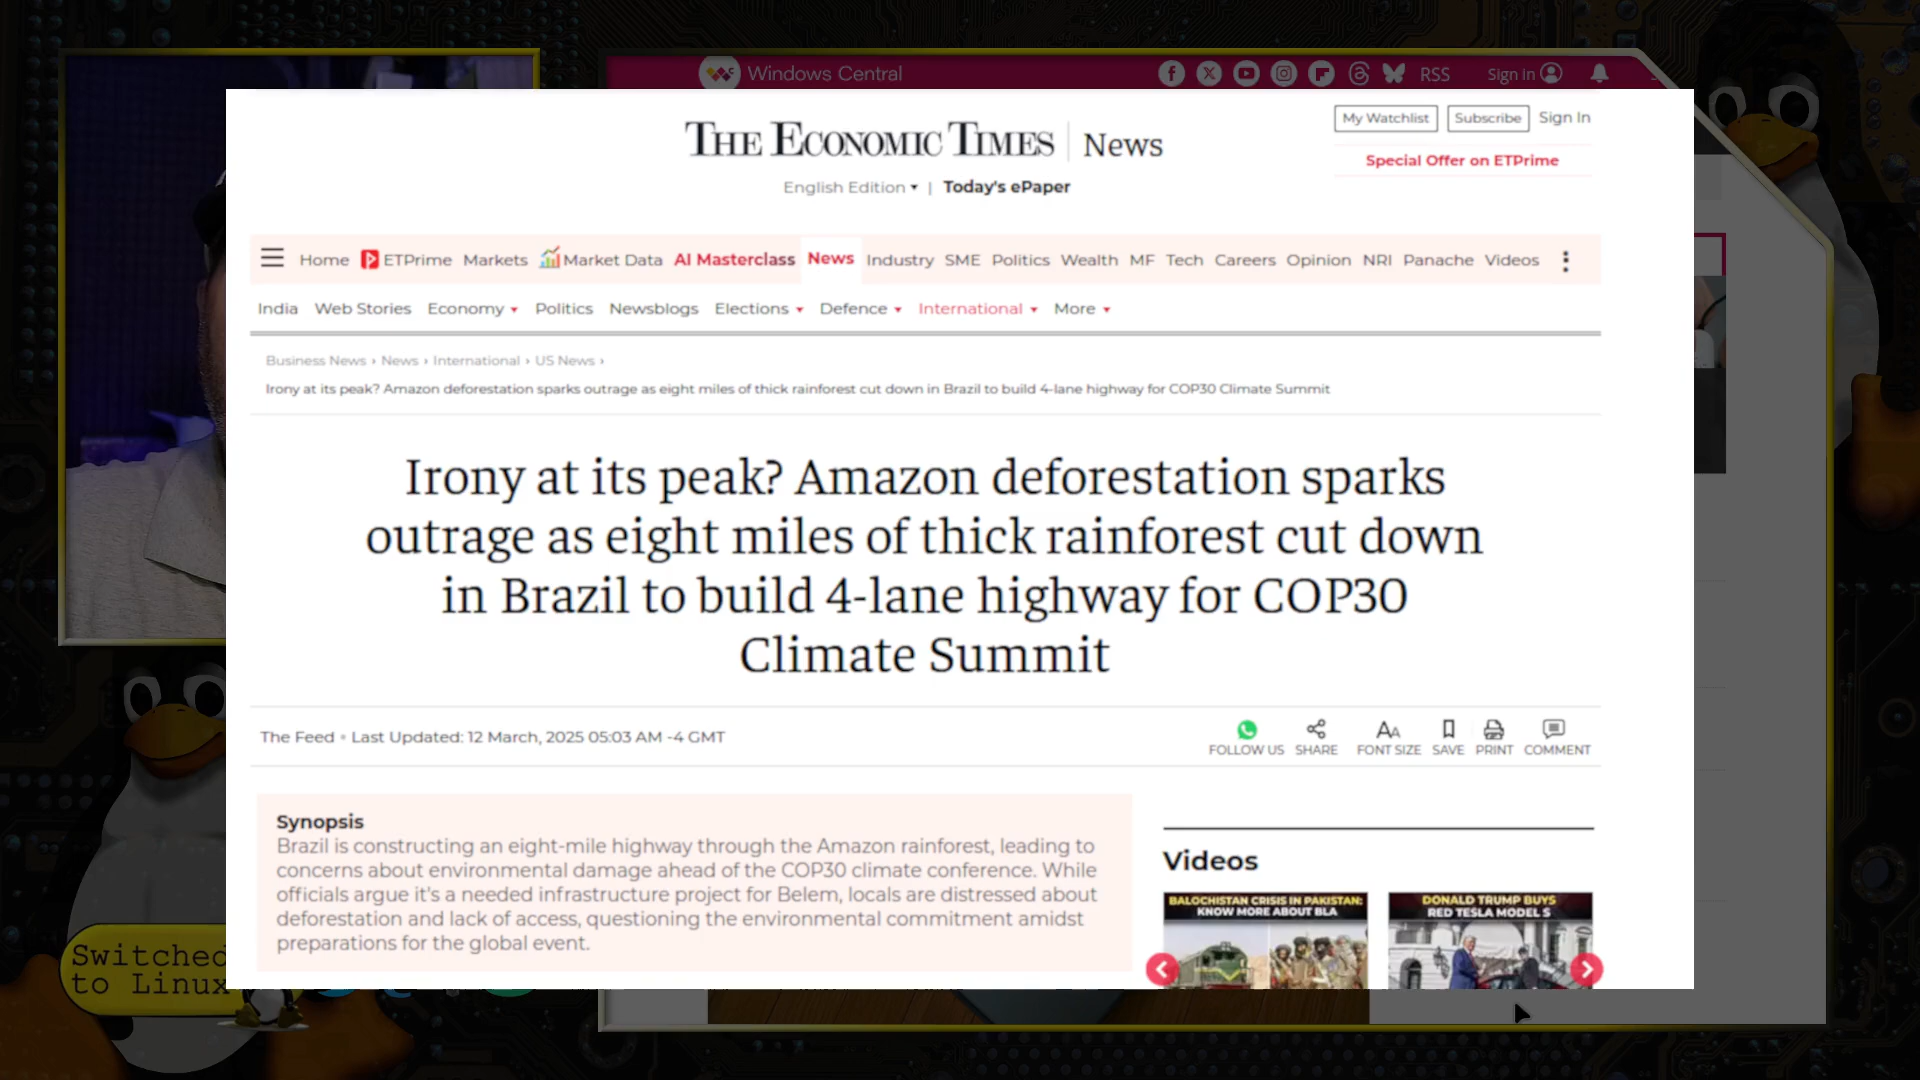 Windows Central
RSS
Sign in
THE ECONOMIC TIMES | News
My Watchlist
Subscribe
Sign In
Special Offer on ETPrime
English Edition | Today's ePaper
Home ETPrime Markets Market Data AI Masterclass News Industry SME Politics Wealth MF Tech Careers Opinion NRI Panache Videos
India Web Stories Economy Politics Newsblogs Elections Defence International More
Business News › News › International › US News ›
Irony at its peak? Amazon deforestation sparks outrage as eight miles of thick rainforest cut down in Brazil to build 4-lane highway for COP30 Climate Summit
Irony at its peak? Amazon deforestation sparks
outrage as eight miles of thick rainforest cut down
in Brazil to build 4-lane highway for COP30
Climate Summit
The Feed • Last Updated: 12 March, 2025 05:03 AM -4 GMT
FOLLOW US SHARE FONT SIZE SAVE PRINT COMMENT
Synopsis
Brazil is constructing an eight-mile highway through the Amazon rainforest, leading to
concerns about environmental damage ahead of the COP30 climate conference. While
officials argue it's a needed infrastructure project for Belem, locals are distressed about
deforestation and lack of access, questioning the environmental commitment amidst
preparations for the global event.
Videos
BALOCHISTAN CRISIS IN PAKISTAN:
KNOW MORE ABOUT BLA
DONALD TRUMP BUYS
RED TESLA MODEL S
Switched
to Linux